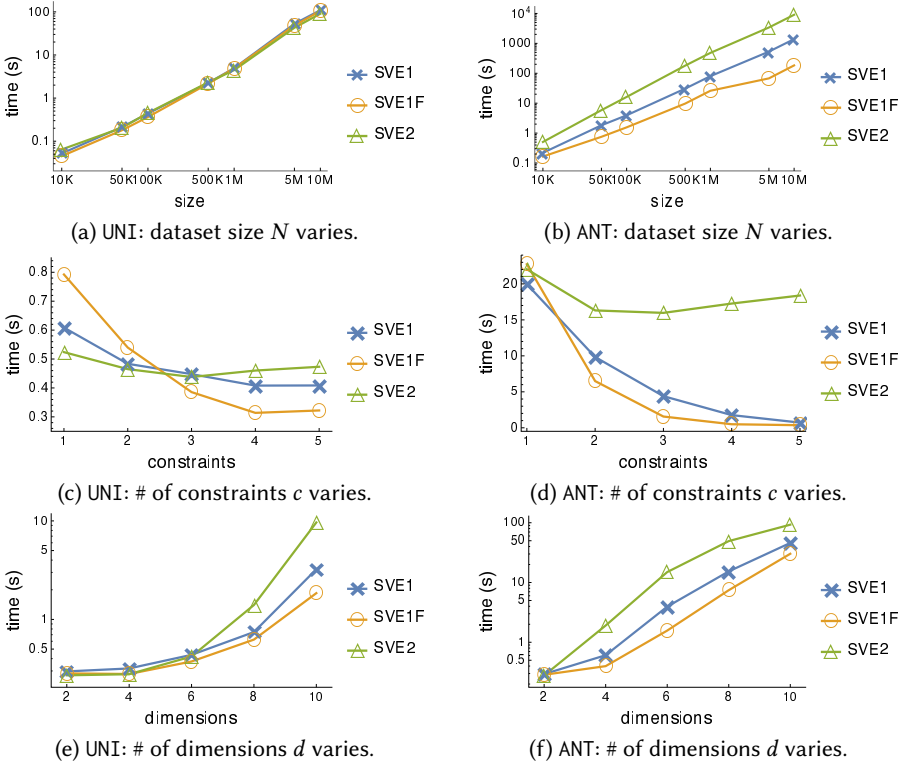 100
10
1
0.1
time (s)
10K 50K 100K 500K 1M 5M 10M
size
SVE1
SVE1F
SVE2
(a) UNI: dataset size N varies.
10^4
1000
100
10
1
0.1
time (s)
10K 50K 100K 500K 1M 5M 10M
size
SVE1
SVE1F
SVE2
(b) ANT: dataset size N varies.
0.8
0.7
0.6
0.5
0.4
0.3
time (s)
1 2 3 4 5
constraints
SVE1
SVE1F
SVE2
(c) UNI: # of constraints c varies.
20
15
10
5
0
time (s)
1 2 3 4 5
constraints
SVE1
SVE1F
SVE2
(d) ANT: # of constraints c varies.
10
5
1
0.5
time (s)
2 4 6 8 10
dimensions
SVE1
SVE1F
SVE2
(e) UNI: # of dimensions d varies.
100
50
10
5
1
0.5
time (s)
2 4 6 8 10
dimensions
SVE1
SVE1F
SVE2
(f) ANT: # of dimensions d varies.